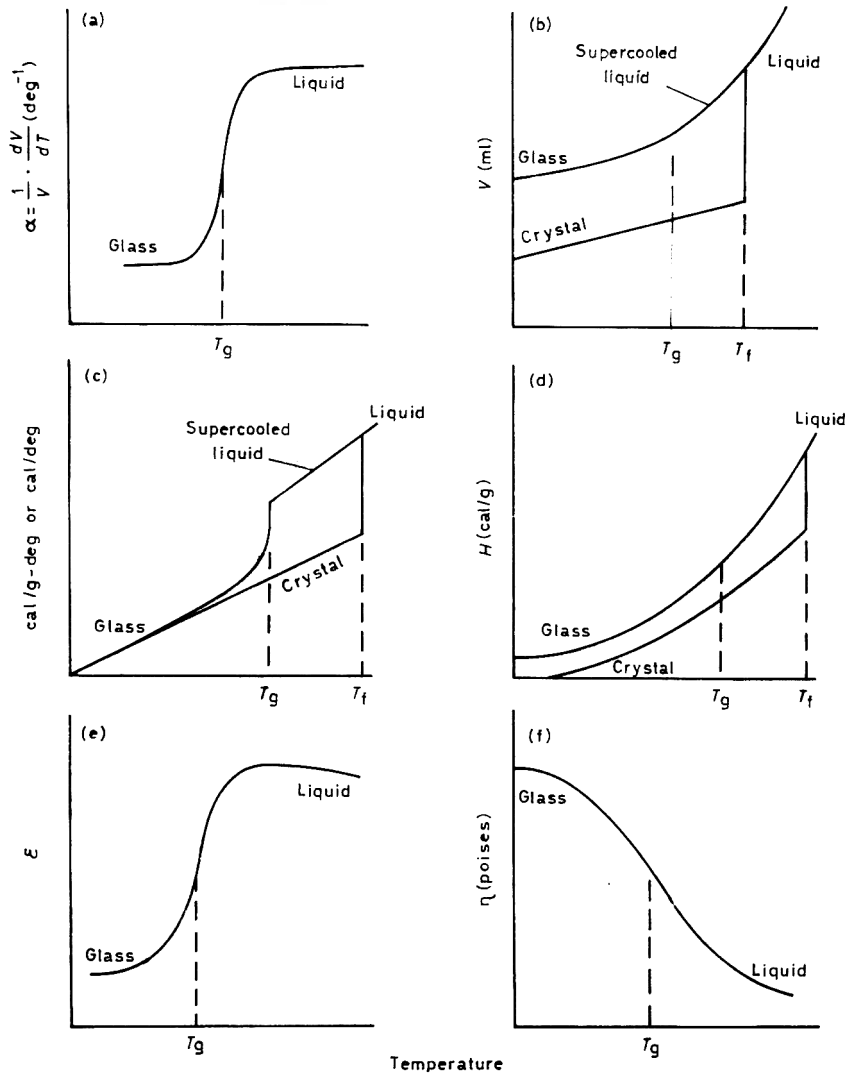 (a)
α = 1/V · dV/dT (deg⁻¹)
Liquid
Glass
Tg
(b)
V (ml)
Supercooled
liquid
Liquid
Glass
Crystal
Tg
Tf
(c)
cal/g-deg or cal/deg
Liquid
Supercooled
liquid
Crystal
Glass
Tg
Tf
(d)
H (cal/g)
Liquid
Glass
Crystal
Tg
Tf
(e)
ε
Liquid
Glass
Tg
(f)
η (poises)
Glass
Liquid
Tg
Temperature